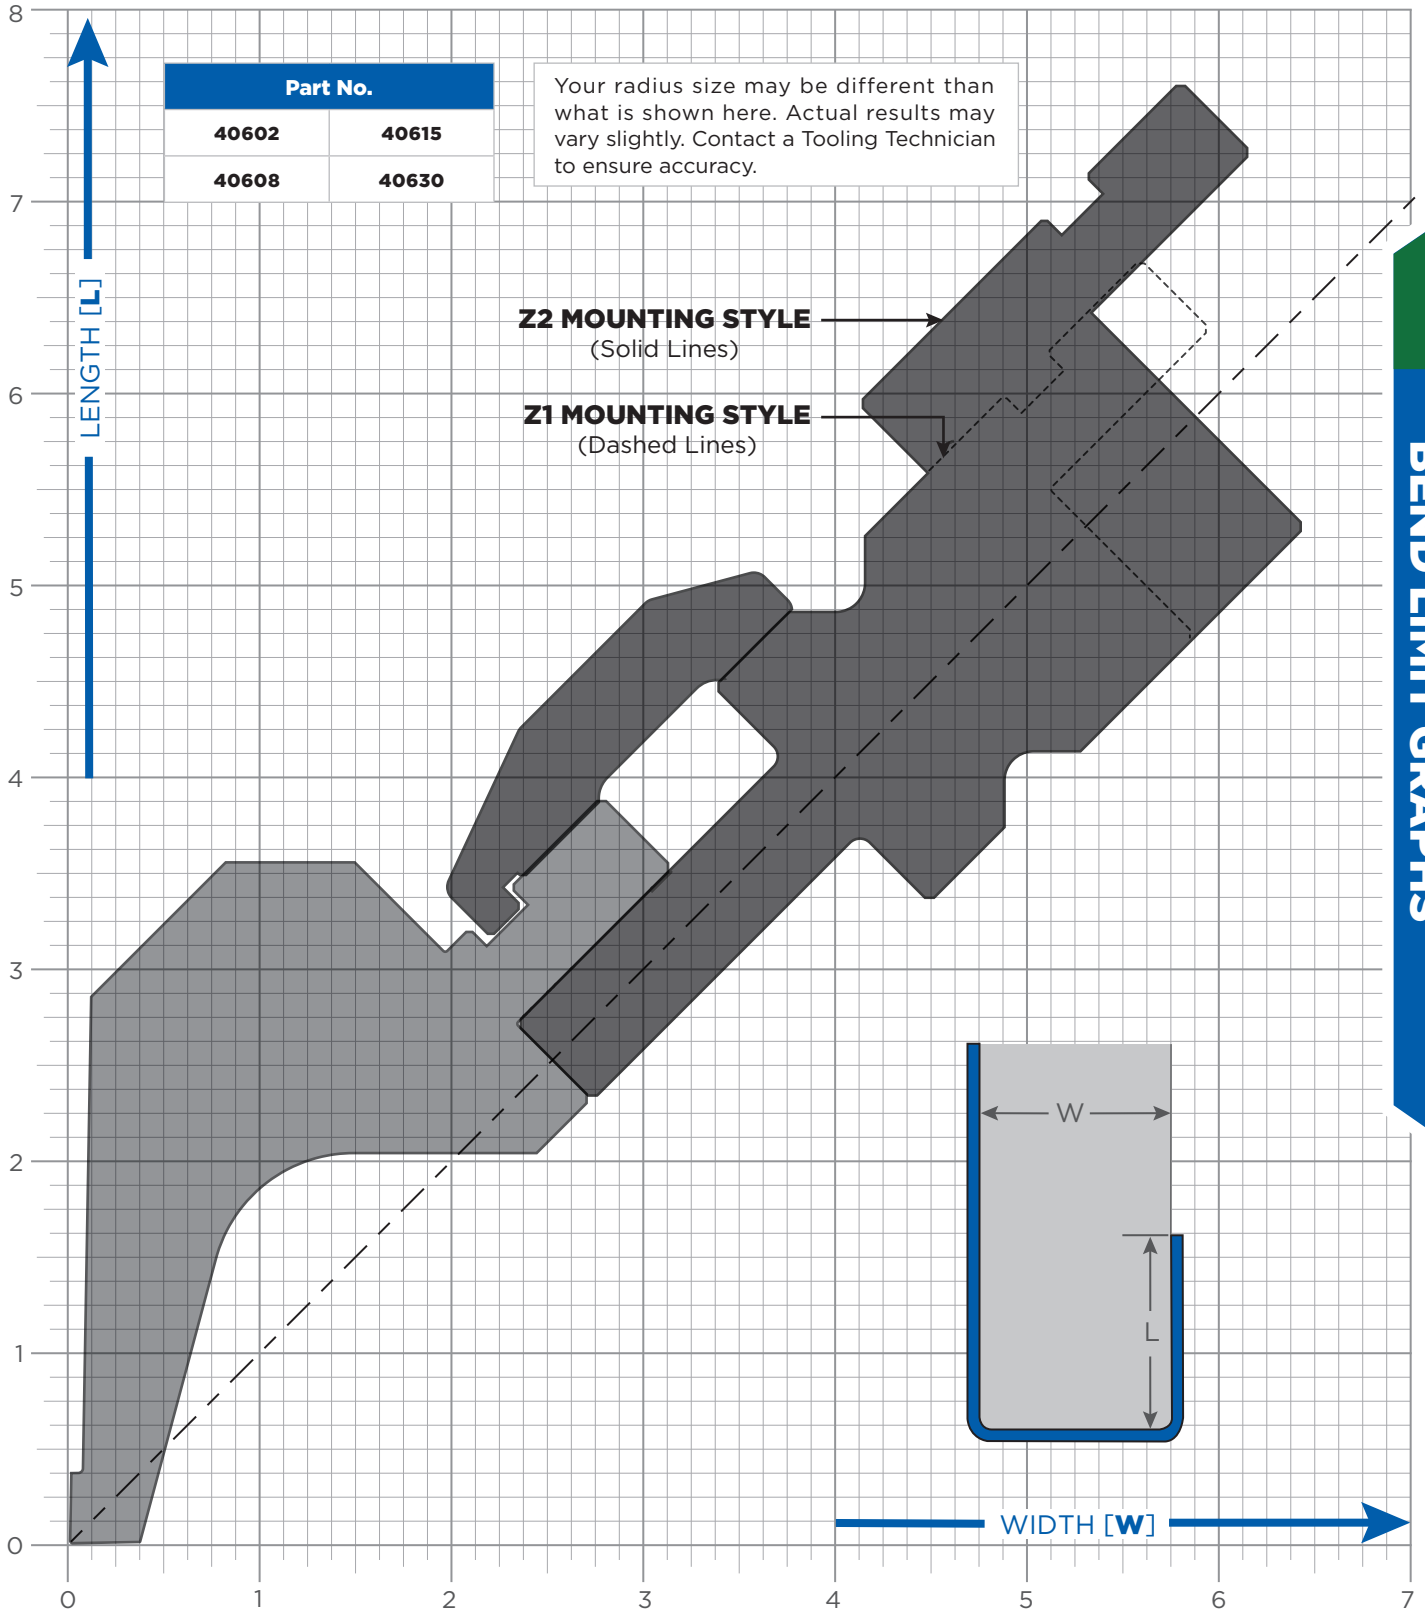 8
Part No.
40602 40615
40608 40630
Your radius size may be different than
what is shown here. Actual results may
vary slightly. Contact a Tooling Technician
to ensure accuracy.
7
LENGTH [L]
Z2 MOUNTING STYLE
(Solid Lines)
6
Z1 MOUNTING STYLE
(Dashed Lines)
BEND LIMIT GRAPHS
5
4
3
W
2
L
1
WIDTH [W]
0
0 1 2 3 4 5 6 7